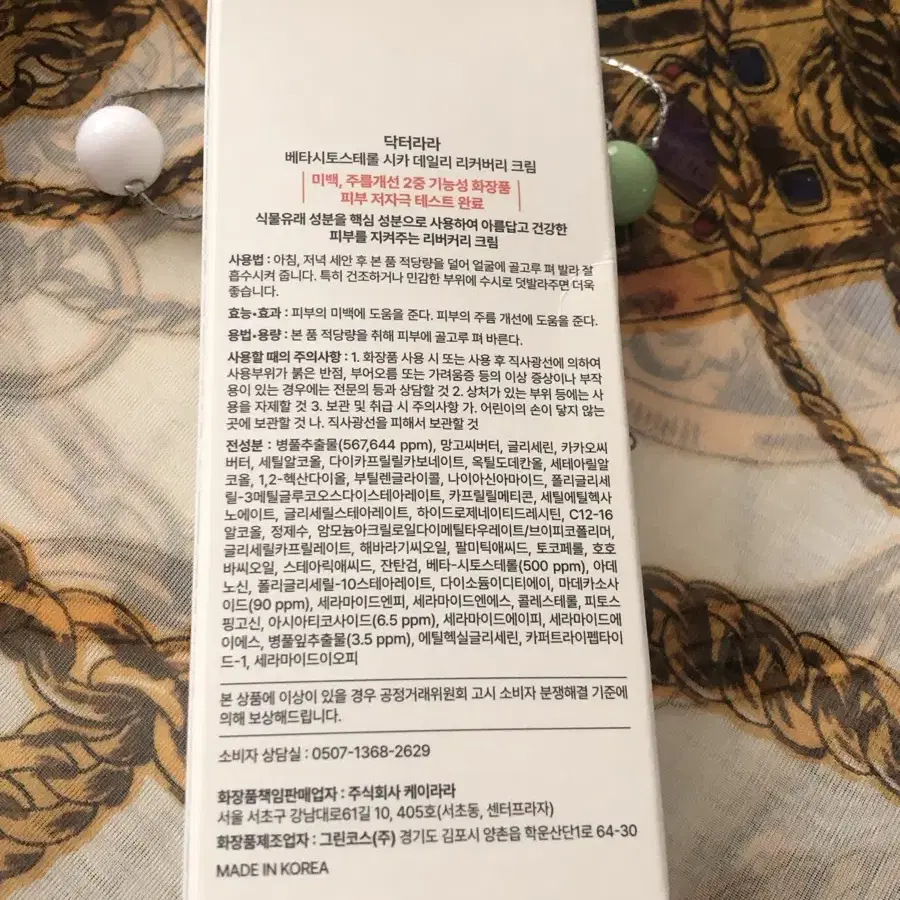 닥터라라
베타시토스테롤 시카 데일리 리커버리 크림
미백, 주름개선 2중 기능성 화장품
피부 저자극 테스트 완료
식물유래 성분을 핵심 성분으로 사용하여 아름답고 건강한
피부를 지켜주는 리버커리 크림
사용법 : 아침, 저녁 세안 후 본 품 적당량을 덜어 얼굴에 골고루 펴 발라 잘
흡수시켜 줍니다. 특히 건조하거나 민감한 부위에 수시로 덧발라주면 더욱
좋습니다.
효능•효과 : 피부의 미백에 도움을 준다. 피부의 주름 개선에 도움을 준다.
용법•용량 : 본 품 적당량을 취해 피부에 골고루 펴 바른다.
사용할 때의 주의사항 : 1. 화장품 사용 시 또는 사용 후 직사광선에 의하여
사용부위가 붉은 반점, 부어오름 또는 가려움증 등의 이상 증상이나 부작
용이 있는 경우에는 전문의 등과 상담할 것 2. 상처가 있는 부위 등에는 사
용을 자제할 것 3. 보관 및 취급 시 주의사항 가. 어린이의 손이 닿지 않는
곳에 보관할 것 나. 직사광선을 피해서 보관할 것
전성분 : 병풀추출물(567,644 ppm), 망고씨버터, 글리세린, 카카오씨
버터, 세틸알코올, 다이카프릴릴카보네이트, 옥틸도데칸올, 세테아릴알
코올, 1,2-헥산다이올, 부틸렌글라이콜, 나이아신아마이드, 폴리글리세
릴-3메틸글루코오스다이스테아레이트, 카프릴릴메티콘, 세틸에틸헥사
노에이트, 글리세릴스테아레이트, 하이드로제네이티드레시틴, C12-16
알코올, 정제수, 암모늄아크릴로일다이메틸타우레이트/브이피코폴리머,
글리세릴카프릴레이트, 해바라기씨오일, 팔미틱애씨드, 토코페롤, 호호
바씨오일, 스테아릭애씨드, 잔탄검, 베타-시토스테롤(500 ppm), 아데
노신, 폴리글리세릴-10스테아레이트, 다이소듐이디티에이, 마데카소사
이드(90 ppm), 세라마이드엔피, 세라마이드엔에스, 콜레스테롤, 피토스
핑고신, 아시아티코사이드(6.5 ppm), 세라마이드에이피, 세라마이드에
이에스, 병풀잎추출물(3.5 ppm), 에틸헥실글리세린, 카퍼트라이펩타이
드-1, 세라마이드이오피
본 상품에 이상이 있을 경우 공정거래위원회 고시 소비자 분쟁해결 기준에
의해 보상해드립니다.
소비자 상담실 : 0507-1368-2629
화장품책임판매업자 : 주식회사 케이라라
서울 서초구 강남대로61길 10, 405호(서초동, 센터프라자)
화장품제조업자 : 그린코스(주) 경기도 김포시 양촌읍 학운산단1로 64-30
MADE IN KOREA